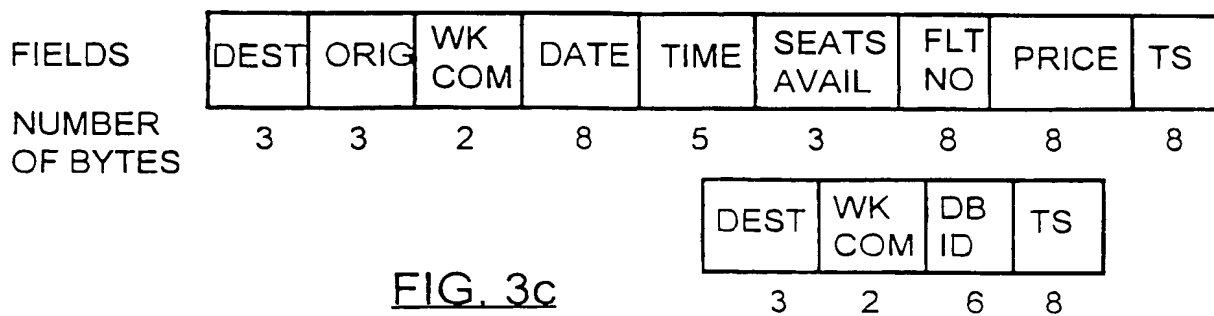 FIELDS DEST ORIG WK COM DATE TIME SEATS AVAIL FLT NO PRICE TS
NUMBER OF BYTES 3 3 2 8 5 3 8 8 8
DEST WK COM DB ID TS
3 2 6 8
FIG. 3c